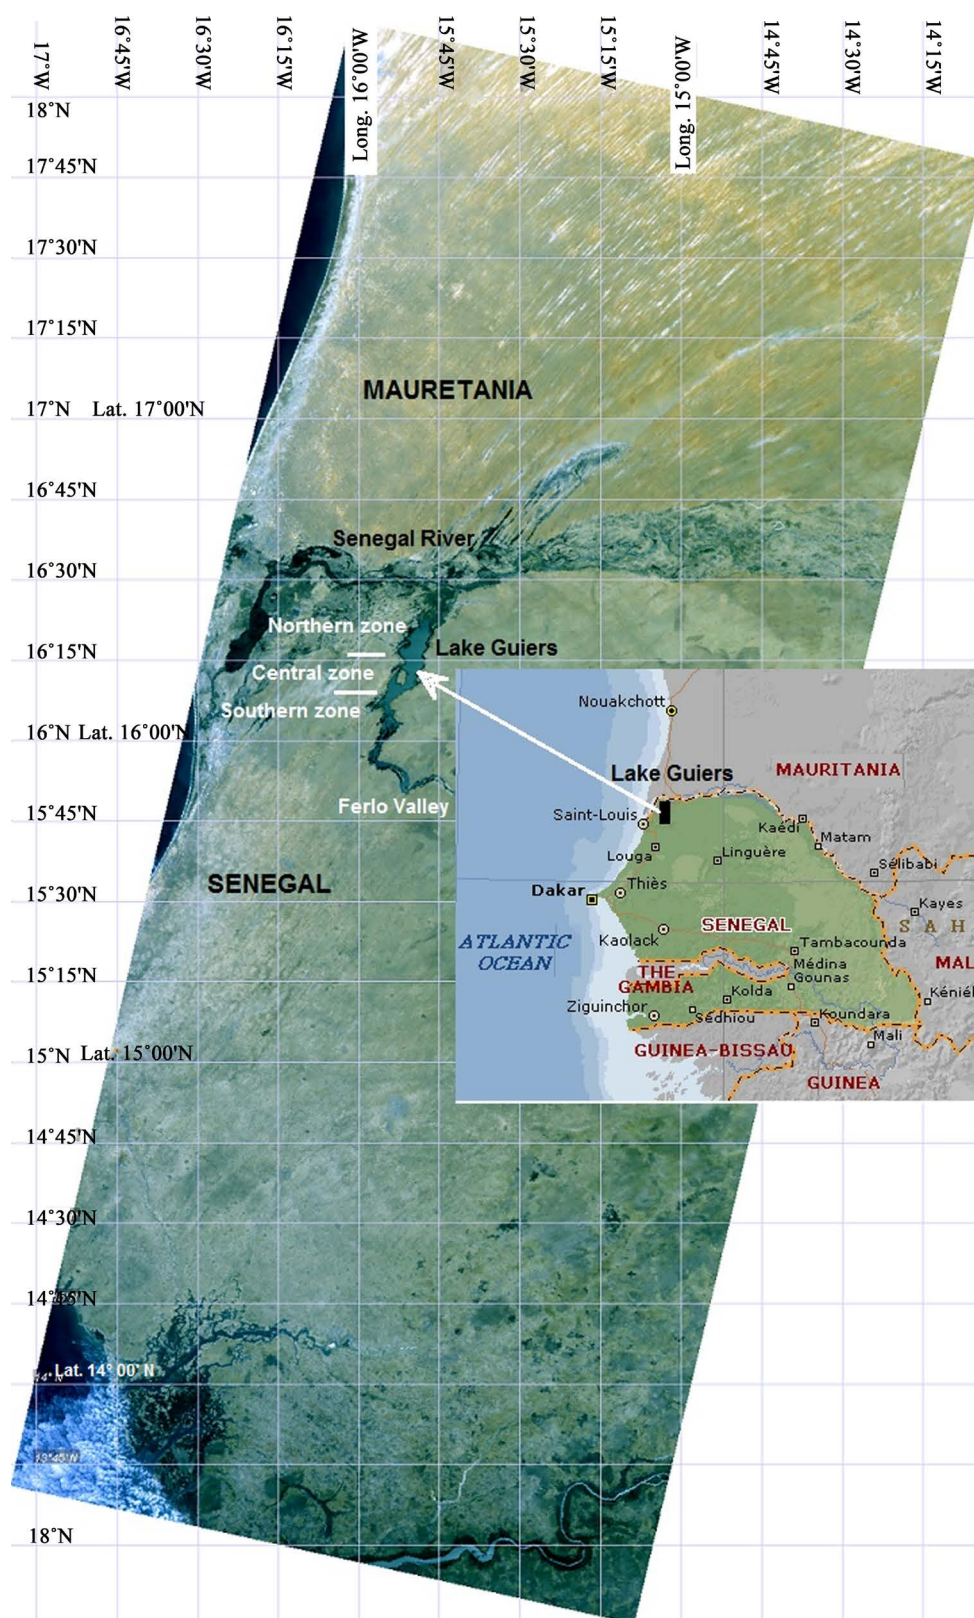 17°W
16°45'W
16°30'W
16°15'W
Long. 16°00'W
15°45'W
15°30'W
15°15'W
Long. 15°00'W
14°45'W
14°30'W
14°15'W
18°N
17°45'N
17°30'N
17°15'N
MAURETANIA
17°N Lat. 17°00'N
16°45'N
Senegal River
16°30'N
Northern zone
Lake Guiers
16°15'N
Central zone
Southern zone
16°N Lat. 16°00'N
Ferlo Valley
15°45'N
SENEGAL
15°30'N
15°15'N
15°N Lat. 15°00'N
14°45'N
14°30'N
Lat. 14°00' N
13°45'N
18°N
Nouakchott
Lake Guiers
MAURITANIA
Saint-Louis
Kaédi
Matam
Louga
Linguère
Sélibabi
Dakar
Thiès
Kayes
SENEGAL
S A H
Kaolack
ATLANTIC
OCEAN
Tambacounda
MAL
THE
GAMBIA
Médina
Gounas
Kolda
Kéniél
Ziguinchor
Sédhiou
Koundara
Mali
GUINEA-BISSAU
GUINEA